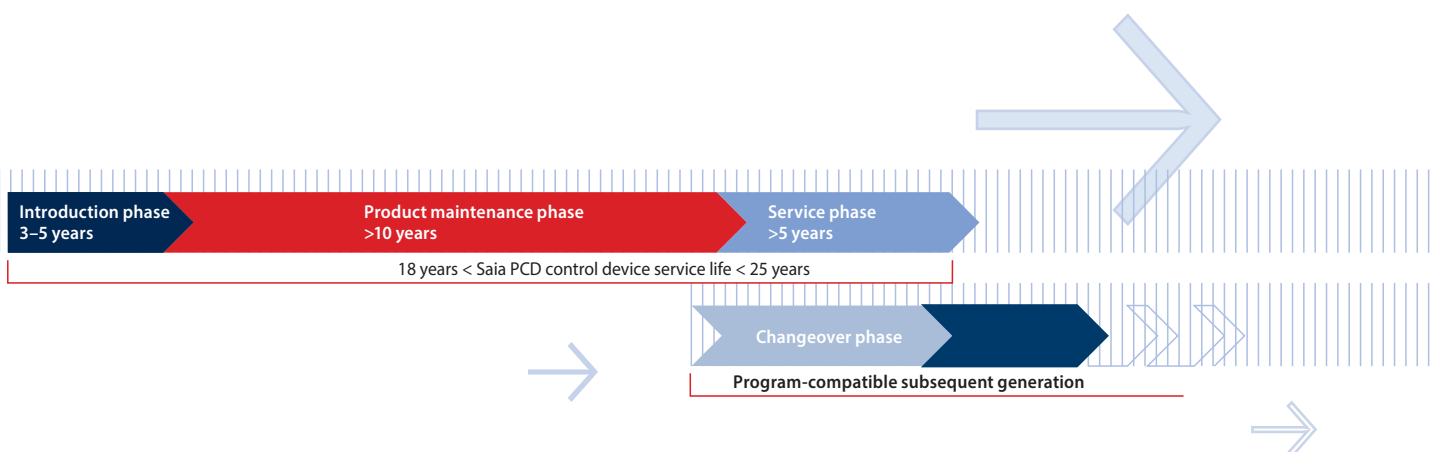 Introduction phase
3–5 years
Product maintenance phase
>10 years
Service phase
>5 years
18 years < Saia PCD control device service life < 25 years
Changeover phase
Program-compatible subsequent generation